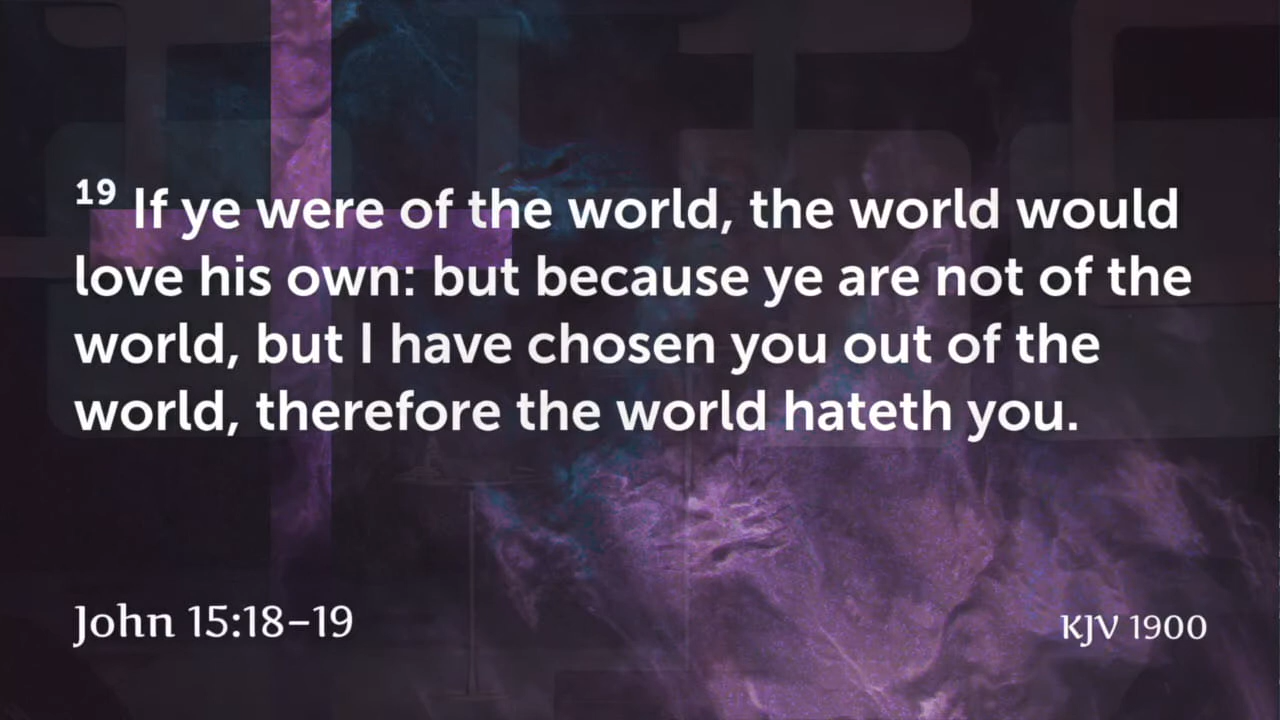 19 If ye were of the world, the world would
love his own: but because ye are not of the
world, but I have chosen you out of the
world, therefore the world hateth you.
John 15:18–19
KJV 1900